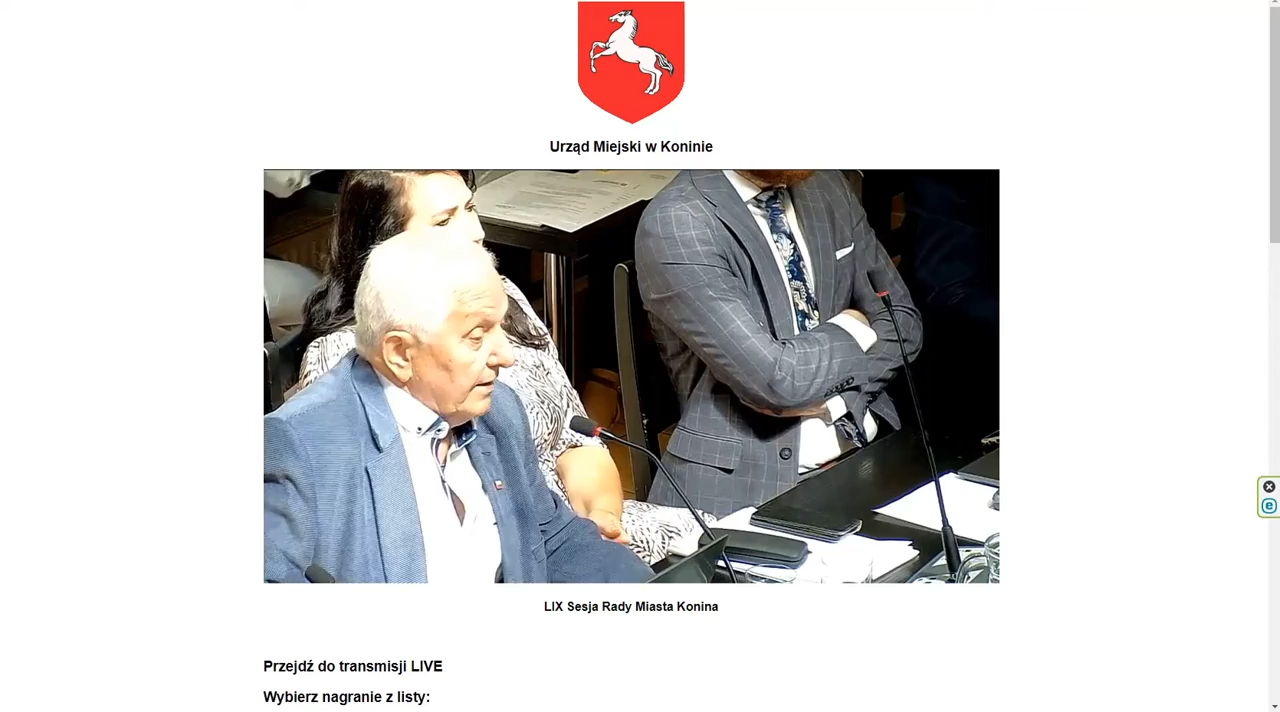 Urząd Miejski w Koninie
LIX Sesja Rady Miasta Konina
Przejdź do transmisji LIVE
Wybierz nagranie z listy: